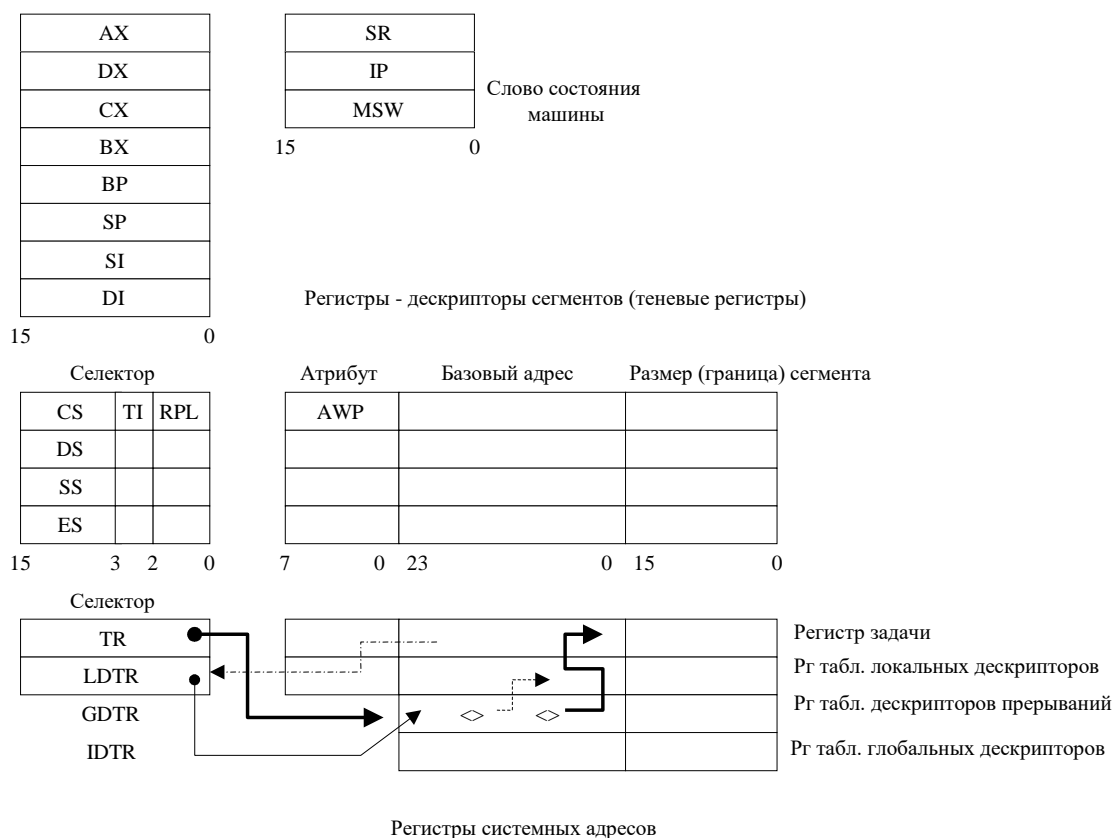 AX SR
DX IP
CX MSW
Слово состояния
машины
BX 15 0
BP
SP
SI
DI
Регистры - дескрипторы сегментов (теневые регистры)
15 0
Селектор Атрибут Базовый адрес Размер (граница) сегмента
CS TI RPL AWP
DS
SS
ES
15 3 2 0 7 0 23 0 15 0
Селектор
TR Регистр задачи
LDTR Рг табл. локальных дескрипторов
GDTR Рг табл. дескрипторов прерываний
IDTR Рг табл. глобальных дескрипторов
Регистры системных адресов